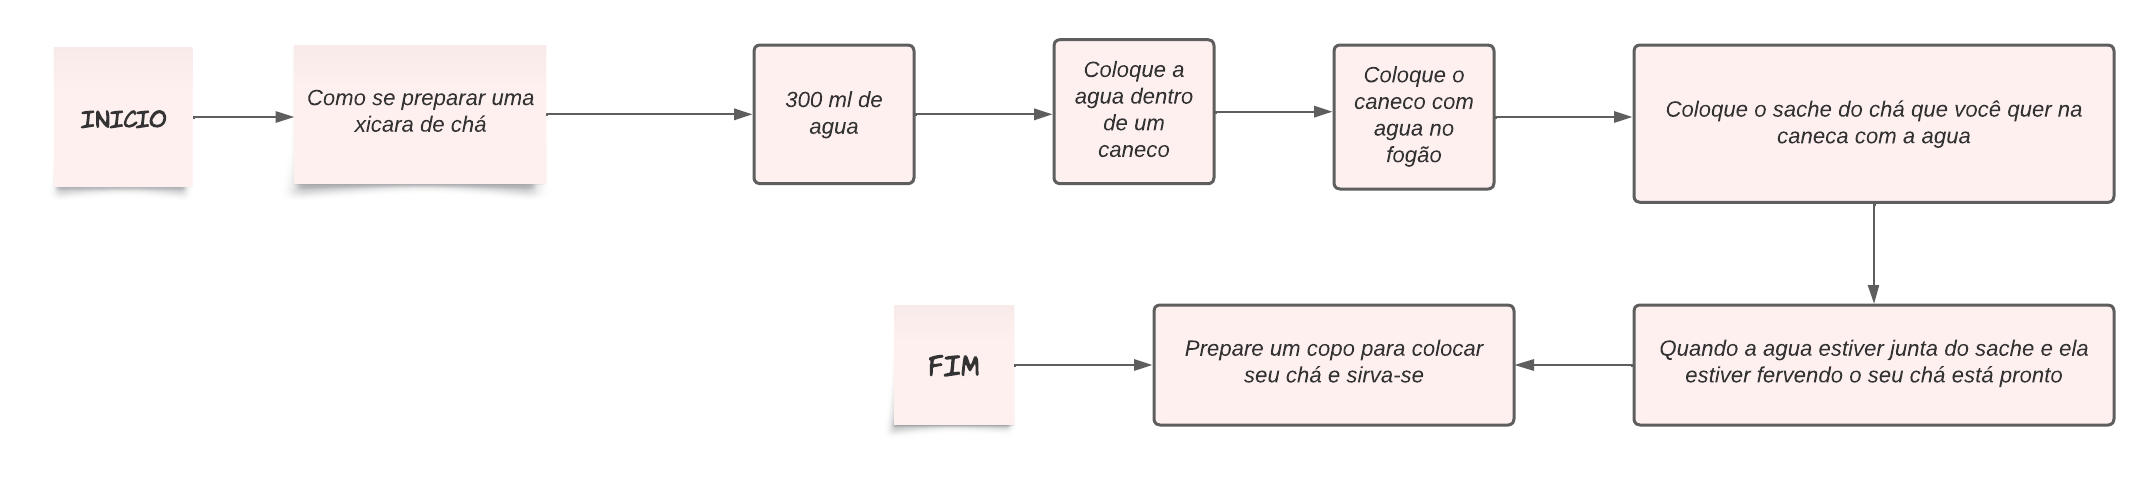 INICIO
Como se preparar uma
xicara de chá
300 ml de
agua
Coloque a
agua dentro
de um
caneco
Coloque o
caneco com
agua no
fogão
Coloque o sache do chá que você quer na
caneca com a agua
Quando a agua estiver junta do sache e ela
estiver fervendo o seu chá está pronto
Prepare um copo para colocar
seu chá e sirva-se
FIM